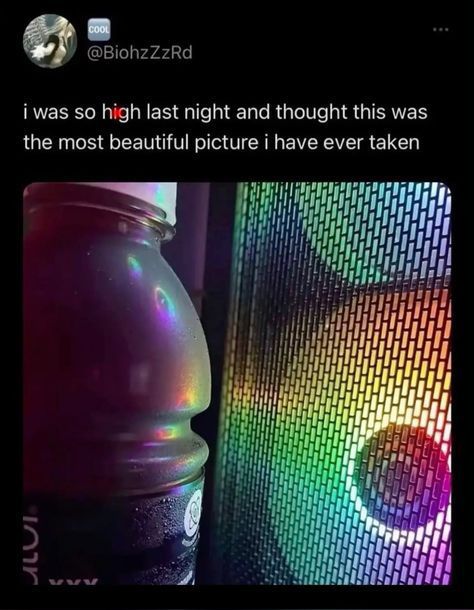 COOL
@BiohzZzRd
i was so high last night and thought this was
the most beautiful picture i have ever taken